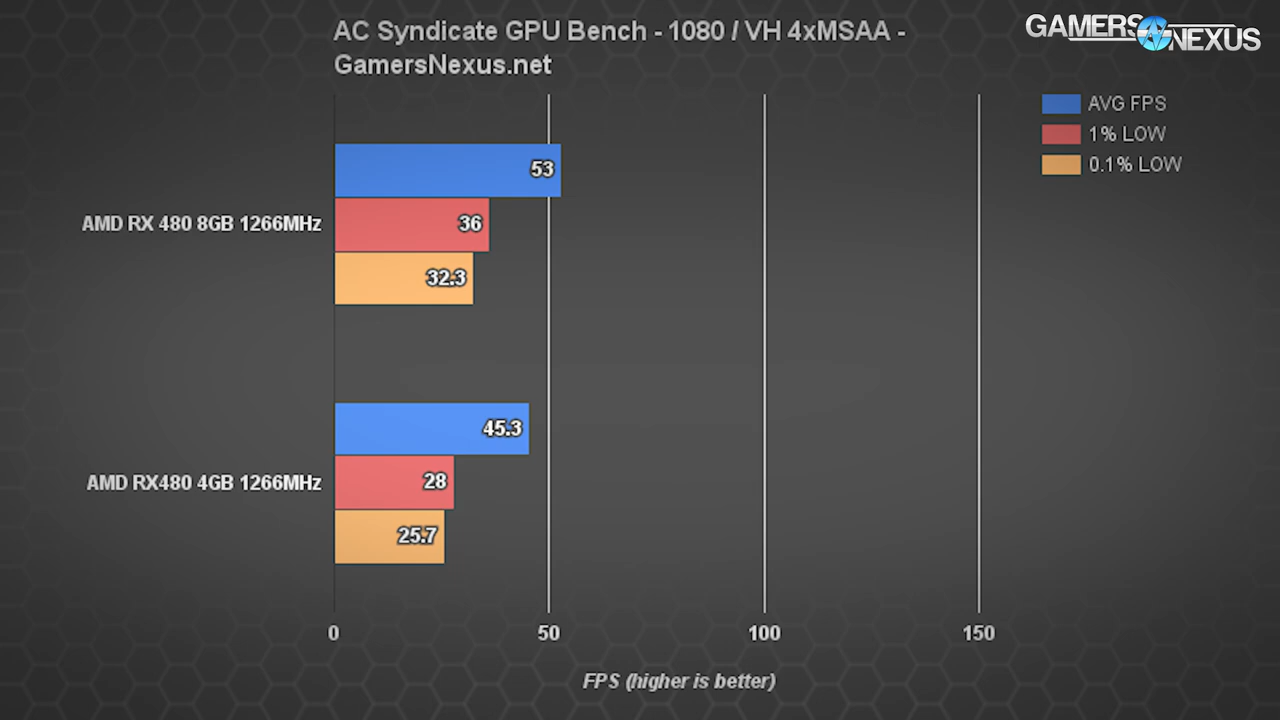 AC Syndicate GPU Bench - 1080 / VH 4xMSAA -
GamersNexus.net
GAMERS NEXUS
AVG FPS
1% LOW
0.1% LOW
AMD RX 480 8GB 1266MHz
53
36
32.3
AMD RX480 4GB 1266MHz
45.3
28
25.7
0 50 100 150
FPS (higher is better)